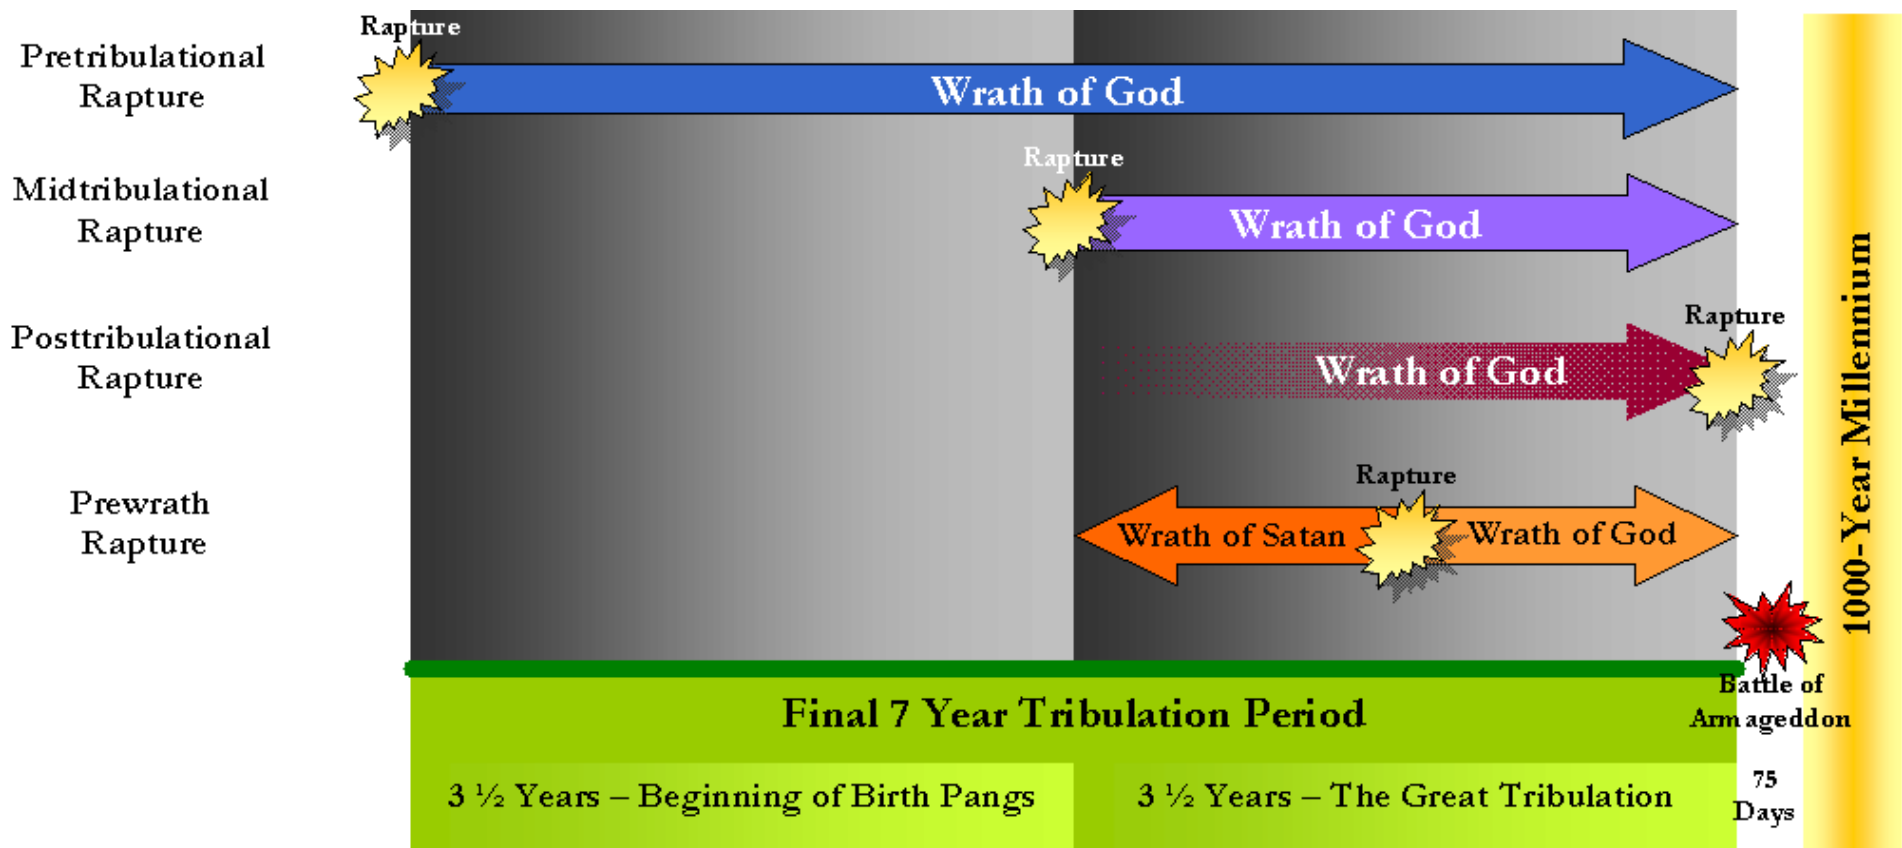 Rapture
Pretribulational
Rapture
Wrath of God
Rapture
Midtribulational
Rapture
Wrath of God
Rapture
Posttribulational
Rapture
Wrath of God
Rapture
Prewrath
Rapture
Wrath of Satan
Wrath of God
1000-Year Millennium
Battle of
Armageddon
Final 7 Year Tribulation Period
3 ½ Years – Beginning of Birth Pangs
3 ½ Years – The Great Tribulation
75
Days